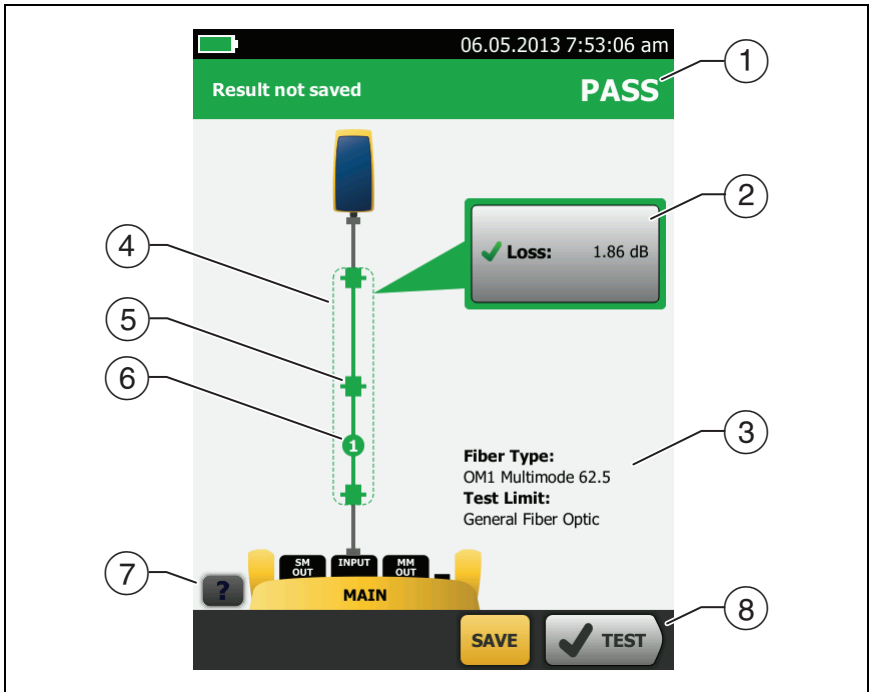 06.05.2013 7:53:06 am
Result not saved PASS
1
2
Loss: 1.86 dB
4
5
6
1
3
Fiber Type:
OM1 Multimode 62.5
Test Limit:
General Fiber Optic
7
?
SM OUT
INPUT
MM OUT
MAIN
8
SAVE
TEST